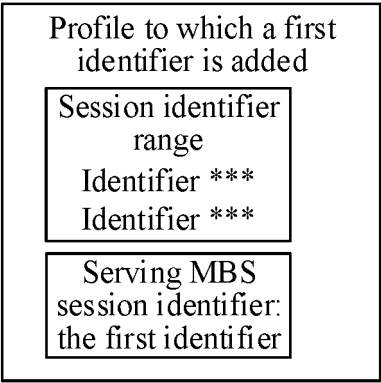 Profile to which a first
identifier is added
Session identifier
range
Identifier ***
Identifier ***
Serving MBS
session identifier:
the first identifier